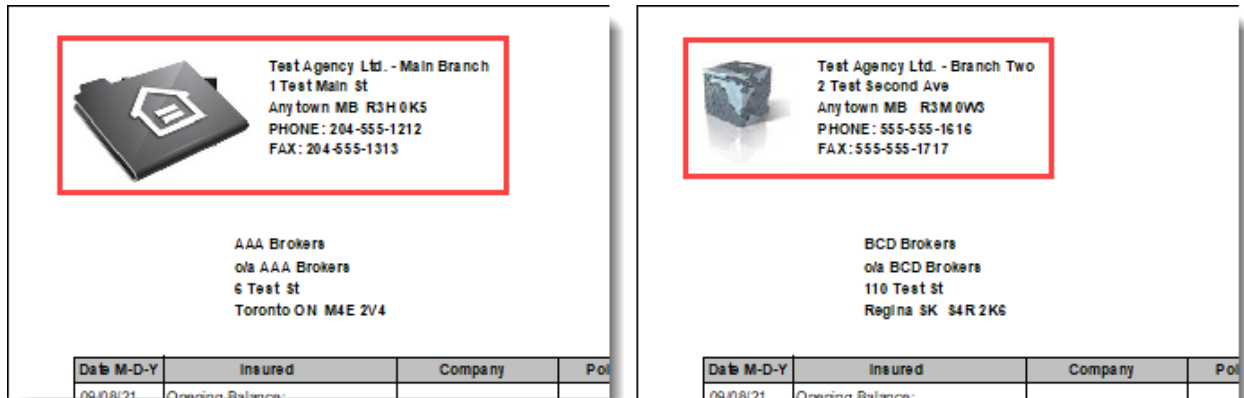 Test Agency Ltd. - Main Branch
1 Test Main St
Anytown MB R3H 0K5
PHONE: 204-555-1212
FAX: 204-555-1313
AAA Brokers
o/a AAA Brokers
6 Test St
Toronto ON M4E 2V4
Date M-D-Y Insured Company Pol
09/08/21 Opening Balance:
Test Agency Ltd. - Branch Two
2 Test Second Ave
Anytown MB R3M 0W3
PHONE: 555-555-1616
FAX: 555-555-1717
BCD Brokers
o/a BCD Brokers
110 Test St
Regina SK S4R 2K6
Date M-D-Y Insured Company Pol
09/08/21 Opening Balance: